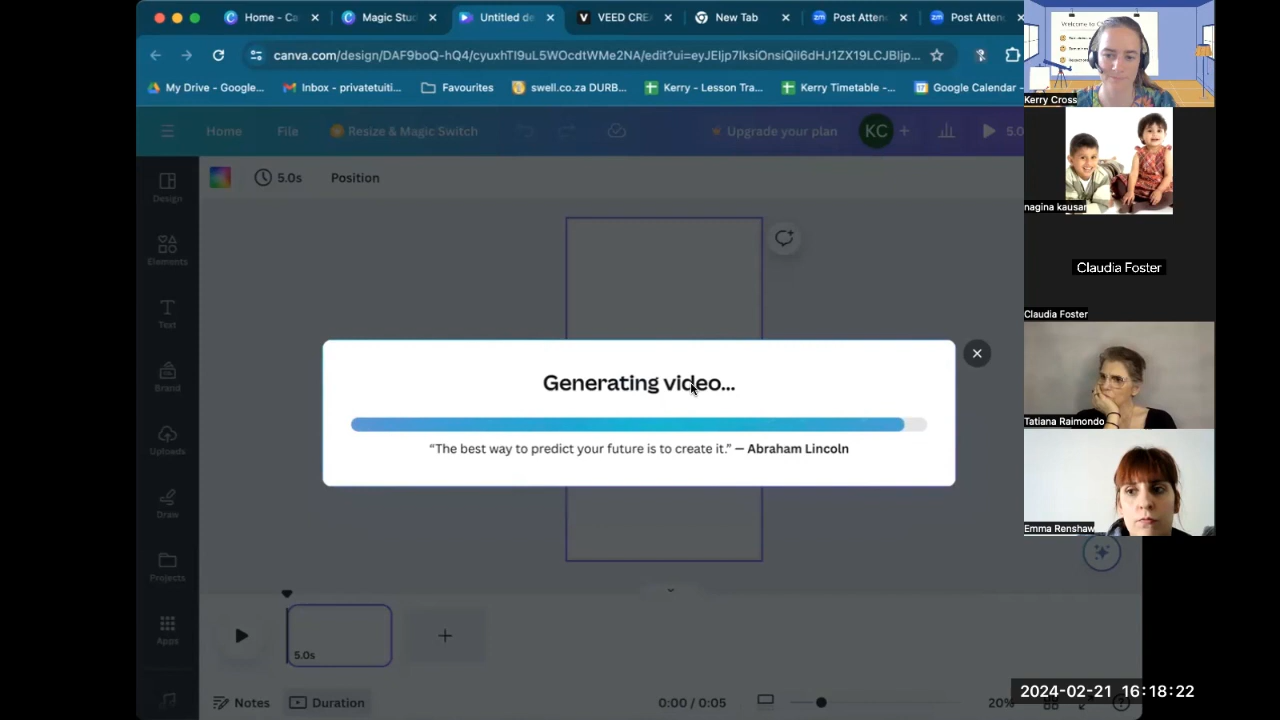 Home - Ca
Magic Stud
Untitled de
VEED CRE
New Tab
Post Atten
Post Atten
canva.com/design/DAF9bsQ-hQ4/cyuxhTI9uL5WOcdtWMe2NA/edit?ui=eyJEIjp7IksiOnsiQiI6dHJ1ZX19LCJBIjp...
My Drive - Google...
Inbox - privatetuiti...
Favourites
swell.co.za DURB...
Kerry - Lesson Tra...
Kerry Timetable -...
Google Calendar -
Home
File
Resize & Magic Switch
Upgrade your plan
KC
5.0
5.0s
Position
Design
Elements
Text
Brand
Uploads
Draw
Projects
Apps
Generating video...
“The best way to predict your future is to create it.” — Abraham Lincoln
5.0s
Notes
Duration
0:00 / 0:05
20%
Kerry Cross
nagina kausar
Claudia Foster
Claudia Foster
Tatiana Raimondo
Emma Renshaw
2024-02-21 16:18:22